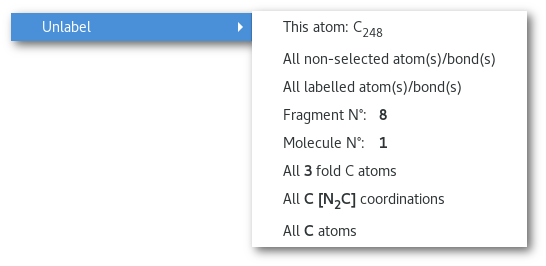 Unlabel
This atom: C₂₄₈
All non-selected atom(s)/bond(s)
All labelled atom(s)/bond(s)
Fragment N°: 8
Molecule N°: 1
All 3 fold C atoms
All C [N₂C] coordinations
All C atoms